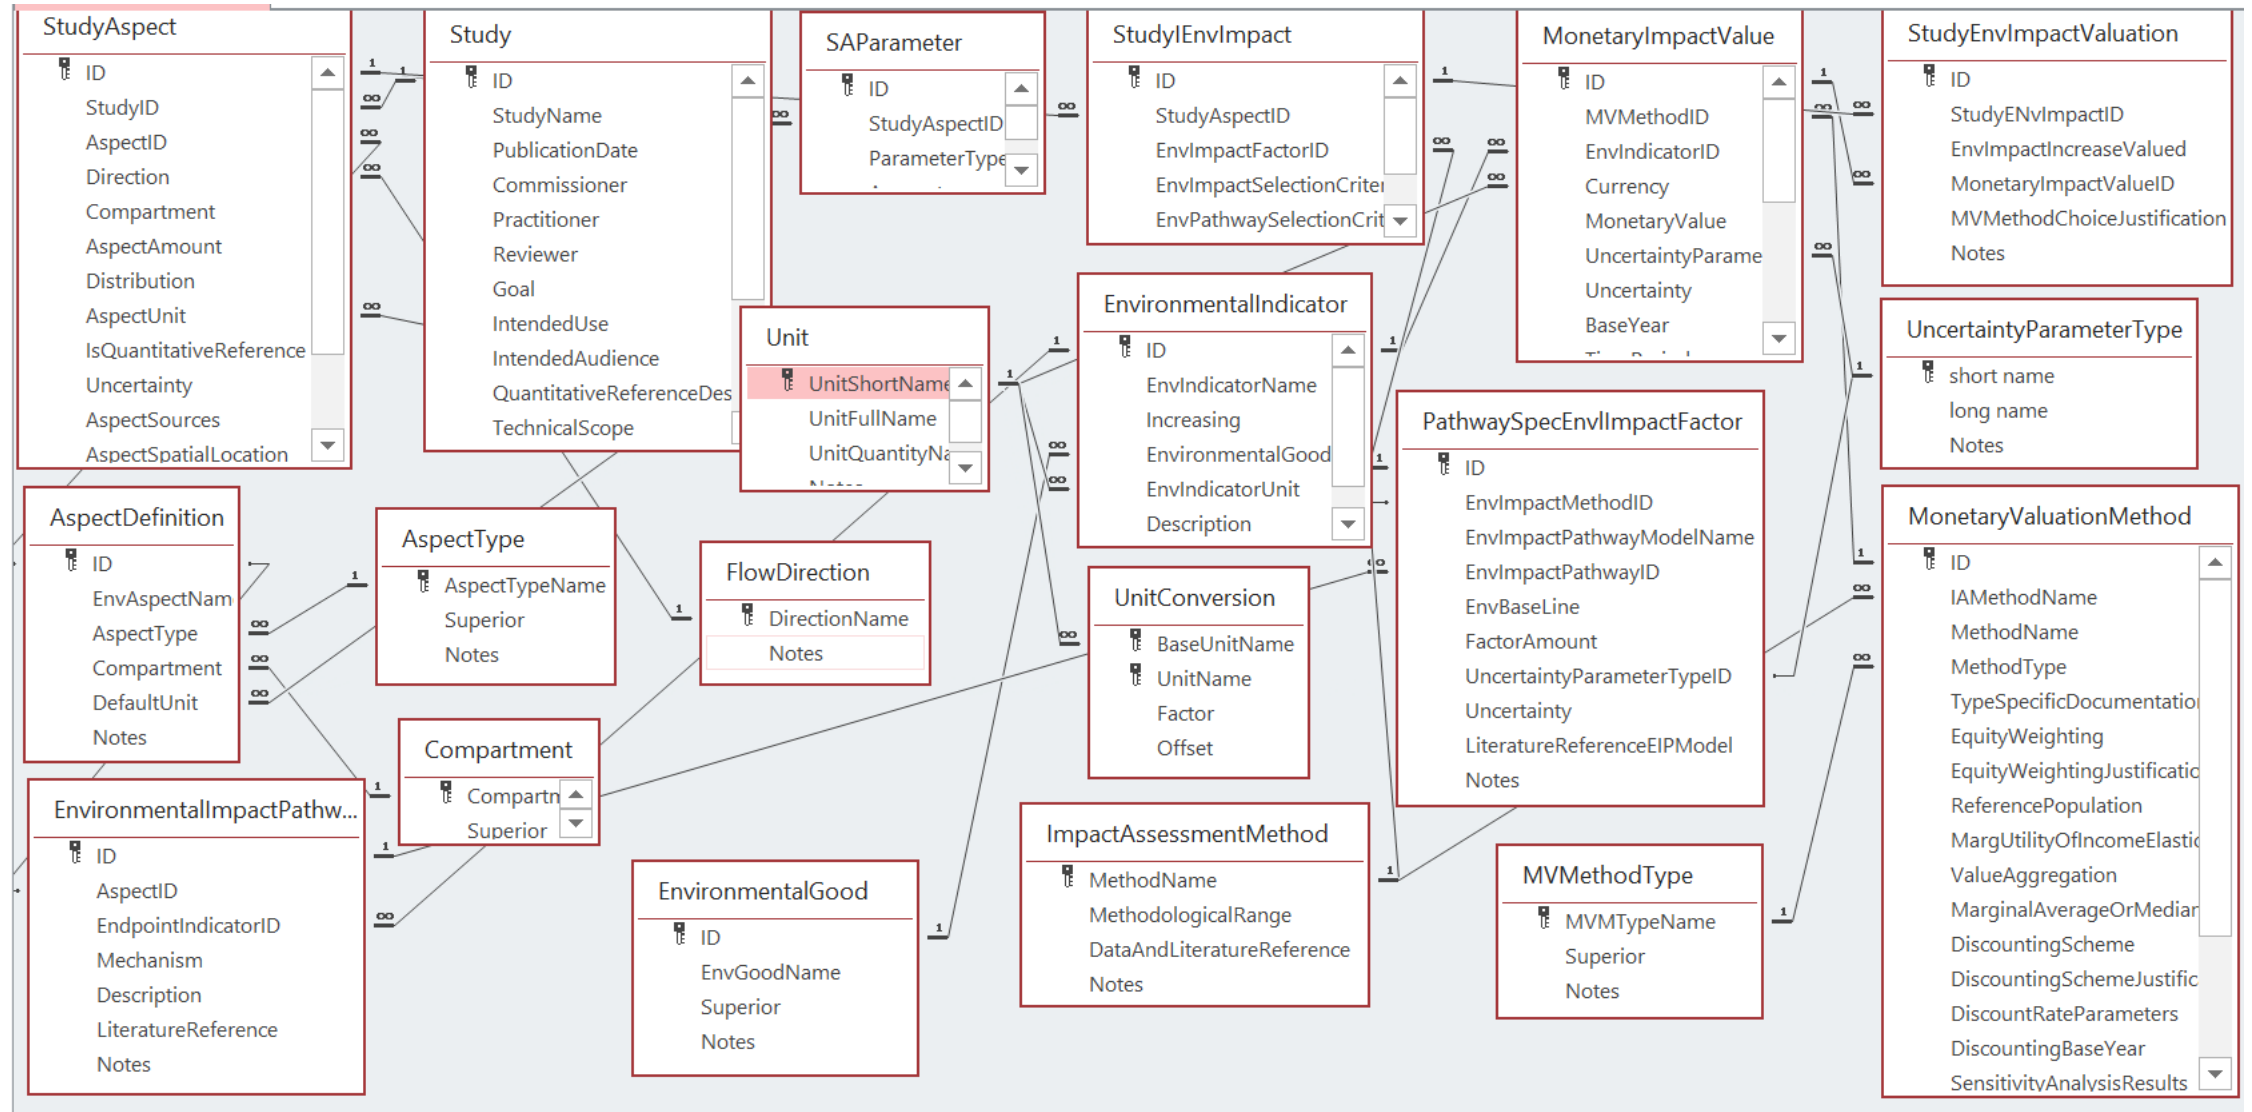 StudyAspect
ID
StudyID
AspectID
Direction
Compartment
AspectAmount
Distribution
AspectUnit
IsQuantitativeReference
Uncertainty
AspectSources
AspectSpatialLocation
Study
ID
StudyName
PublicationDate
Commissioner
Practitioner
Reviewer
Goal
IntendedUse
IntendedAudience
QuantitativeReferenceDes
TechnicalScope
SAParameter
ID
StudyAspectID
ParameterType
StudyIEnvImpact
ID
StudyAspectID
EnvImpactFactorID
EnvImpactSelectionCriter
EnvPathwaySelectionCrit
MonetaryImpactValue
ID
MVMethodID
EnvIndicatorID
Currency
MonetaryValue
UncertaintyParame
Uncertainty
BaseYear
StudyEnvImpactValuation
ID
StudyENvImpactID
EnvImpactIncreaseValued
MonetaryImpactValueID
MVMethodChoiceJustification
Notes
Unit
UnitShortName
UnitFullName
UnitQuantityNa
EnvironmentalIndicator
ID
EnvIndicatorName
Increasing
EnvironmentalGood
EnvIndicatorUnit
Description
UncertaintyParameterType
short name
long name
Notes
PathwaySpecEnvIImpactFactor
ID
EnvImpactMethodID
EnvImpactPathwayModelName
EnvImpactPathwayID
EnvBaseLine
FactorAmount
UncertaintyParameterTypeID
Uncertainty
LiteratureReferenceEIPModel
Notes
AspectDefinition
ID
EnvAspectNam
AspectType
Compartment
DefaultUnit
Notes
AspectType
AspectTypeName
Superior
Notes
FlowDirection
DirectionName
Notes
UnitConversion
BaseUnitName
UnitName
Factor
Offset
MonetaryValuationMethod
ID
IAMethodName
MethodName
MethodType
TypeSpecificDocumentation
EquityWeighting
EquityWeightingJustificatic
ReferencePopulation
MargUtilityOfIncomeElastic
ValueAggregation
MarginalAverageOrMedian
DiscountingScheme
DiscountingSchemeJustific
DiscountRateParameters
DiscountingBaseYear
SensitivityAnalysisResults
Compartment
Compartn
Superior
EnvironmentalImpactPathw...
ID
AspectID
EndpointIndicatorID
Mechanism
Description
LiteratureReference
Notes
EnvironmentalGood
ID
EnvGoodName
Superior
Notes
ImpactAssessmentMethod
MethodName
MethodologicalRange
DataAndLiteratureReference
Notes
MVMethodType
MVMTypeName
Superior
Notes